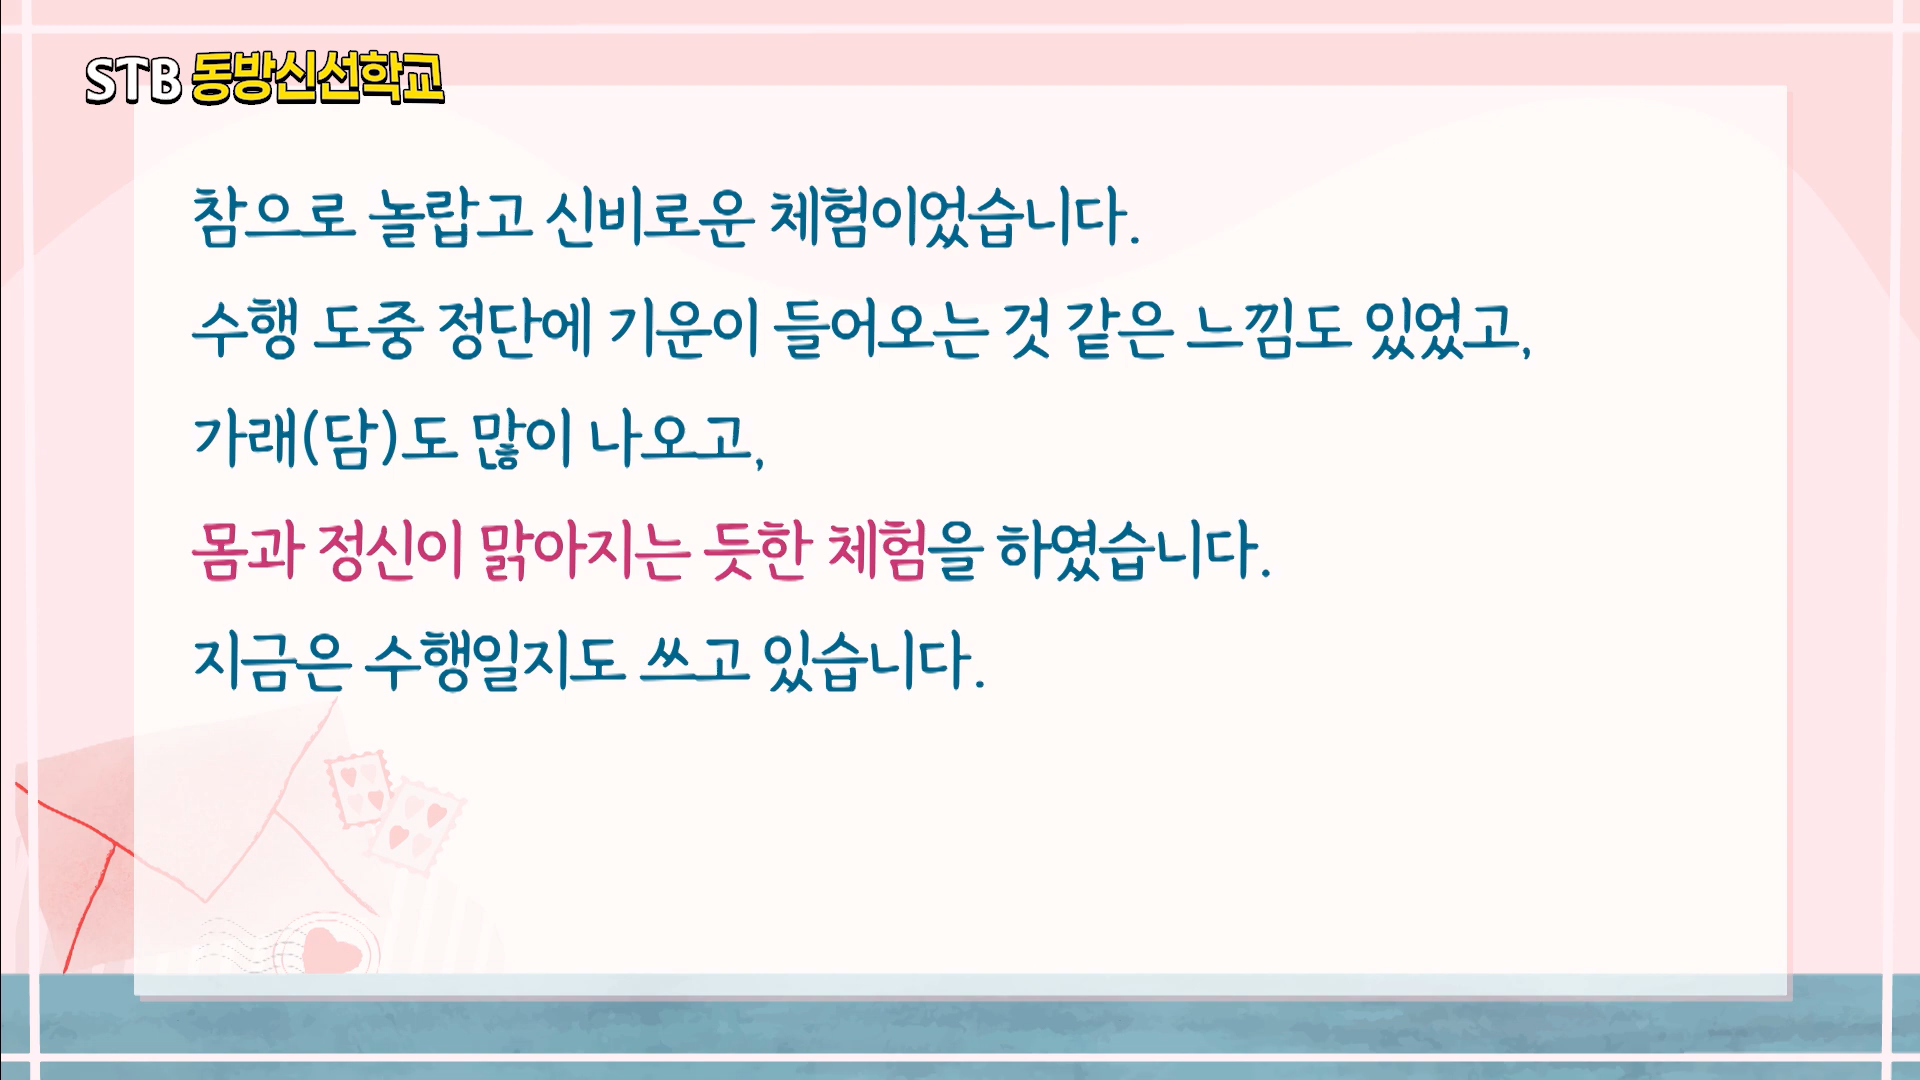 STB 동방신선학교
참으로 놀랍고 신비로운 체험이었습니다.
수행 도중 정단에 기운이 들어오는 것 같은 느낌도 있었고,
가래(담)도 많이 나오고,
몸과 정신이 맑아지는 듯한 체험을 하였습니다.
지금은 수행일지도 쓰고 있습니다.